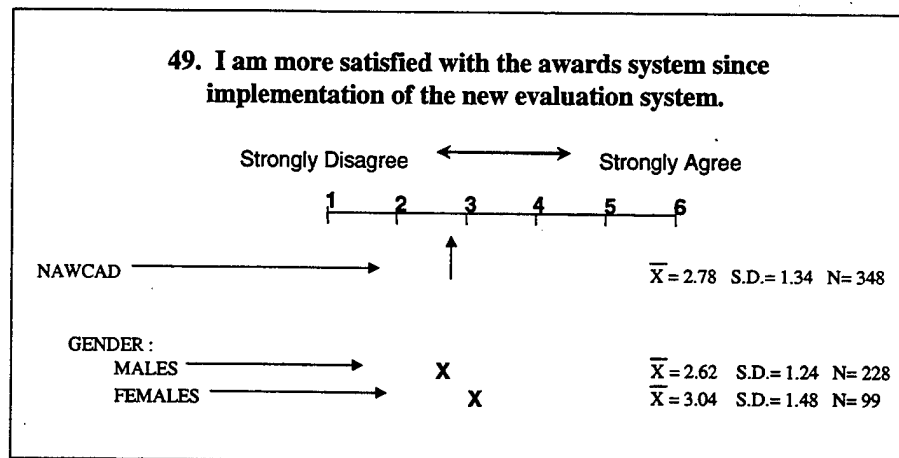 49. I am more satisfied with the awards system since
implementation of the new evaluation system.
Strongly Disagree Strongly Agree
1 2 3 4 5 6
NAWCAD X̅ = 2.78 S.D.= 1.34 N= 348
GENDER :
MALES X X̅ = 2.62 S.D.= 1.24 N= 228
FEMALES X X̅ = 3.04 S.D.= 1.48 N= 99